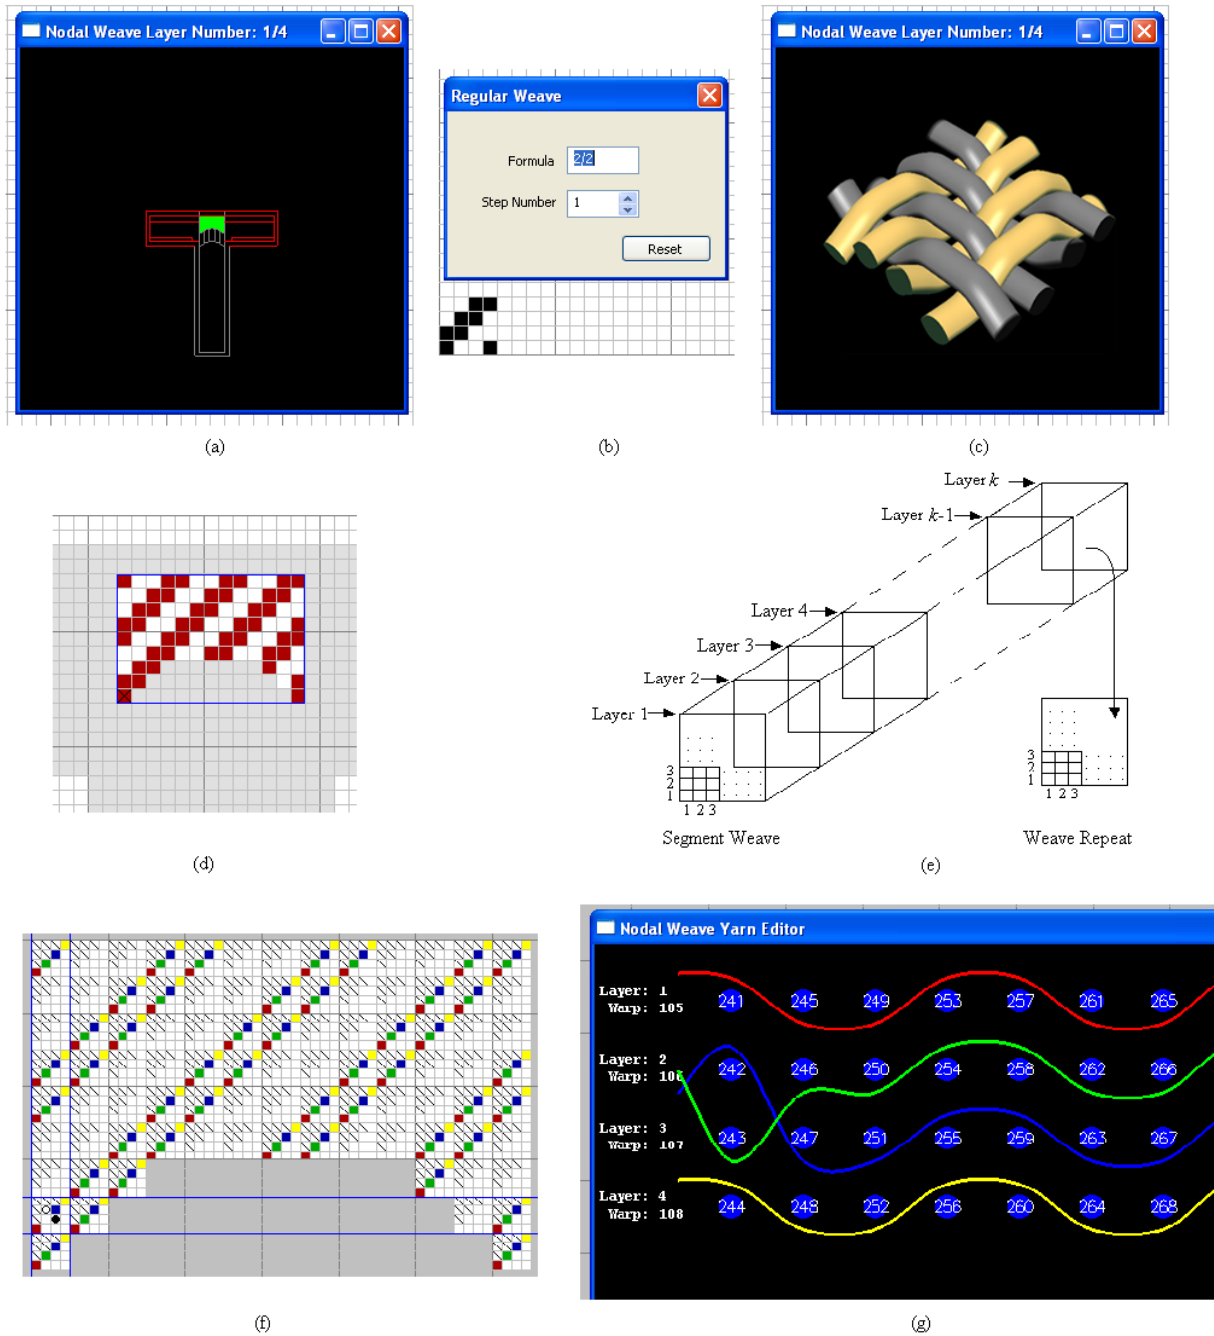 Nodal Weave Layer Number: 1/4
Regular Weave
Formula 2/2
Step Number 1
Reset
Nodal Weave Layer Number: 1/4
(a)
(b)
(c)
Layer k
Layer k-1
Layer 4
Layer 3
Layer 2
Layer 1
3
2
1
1 2 3
Segment Weave
3
2
1
1 2 3
Weave Repeat
(d)
(e)
Nodal Weave Yarn Editor
Layer: 1
Warp: 105
241 245 249 253 257 261 265
Layer: 2
Warp: 106
242 246 250 254 258 262 266
Layer: 3
Warp: 107
243 247 251 255 259 263 267
Layer: 4
Warp: 108
244 248 252 256 260 264 268
(f)
(g)